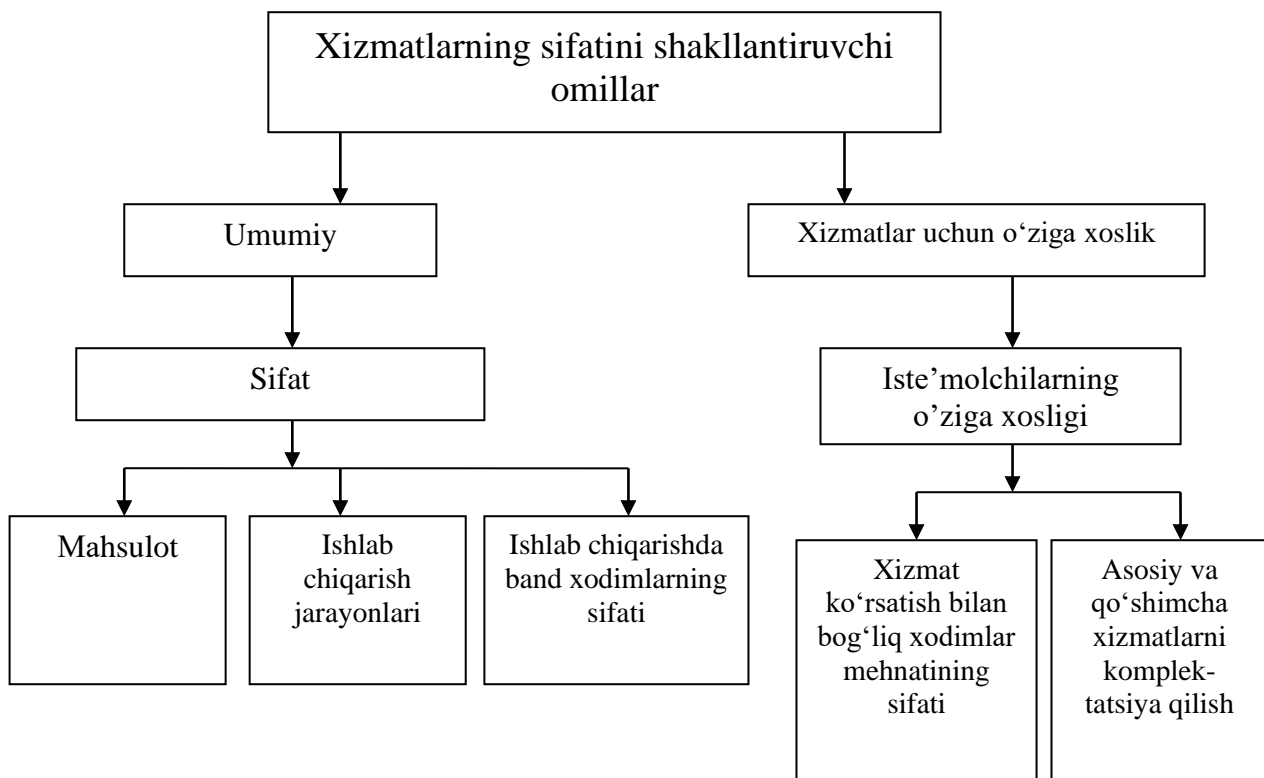 Xizmatlarning sifatini shakllantiruvchi
omillar
Umumiy
Xizmatlar uchun o‘ziga xoslik
Sifat
Iste’molchilarning
o’ziga xosligi
Mahsulot
Ishlab
chiqarish
jarayonlari
Ishlab chiqarishda
band xodimlarning
sifati
Xizmat
ko‘rsatish bilan
bog‘liq xodimlar
mehnatining
sifati
Asosiy va
qo‘shimcha
xizmatlarni
komplek-
tatsiya qilish